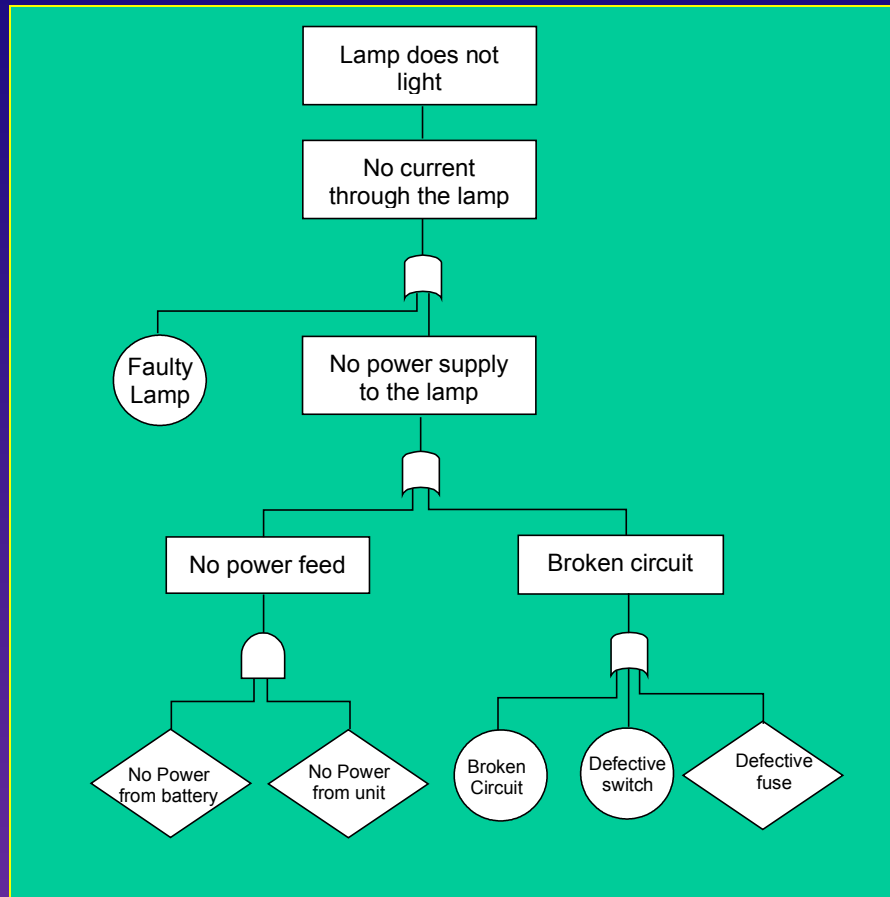 Lamp does not
light
No current
through the lamp
Faulty
Lamp
No power supply
to the lamp
No power feed
Broken circuit
No Power
from battery
No Power
from unit
Broken
Circuit
Defective
switch
Defective
fuse